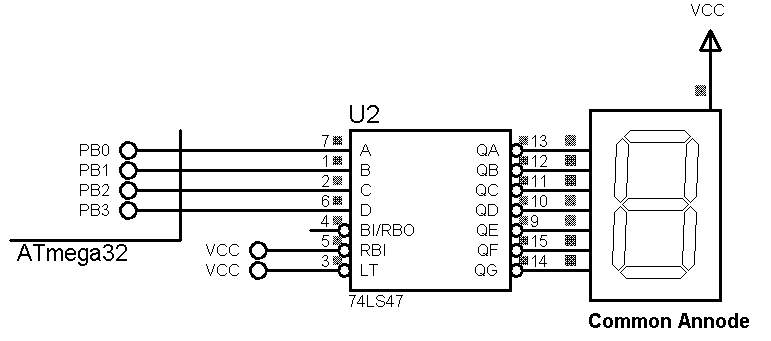 VCC
U2
PB0 7 A QA 13
PB1 1 B QB 12
PB2 2 C QC 11
PB3 6 D QD 10
4 BI/RBO QE 9
VCC 5 RBI QF 15
VCC 3 LT QG 14
ATmega32
74LS47
Common Annode